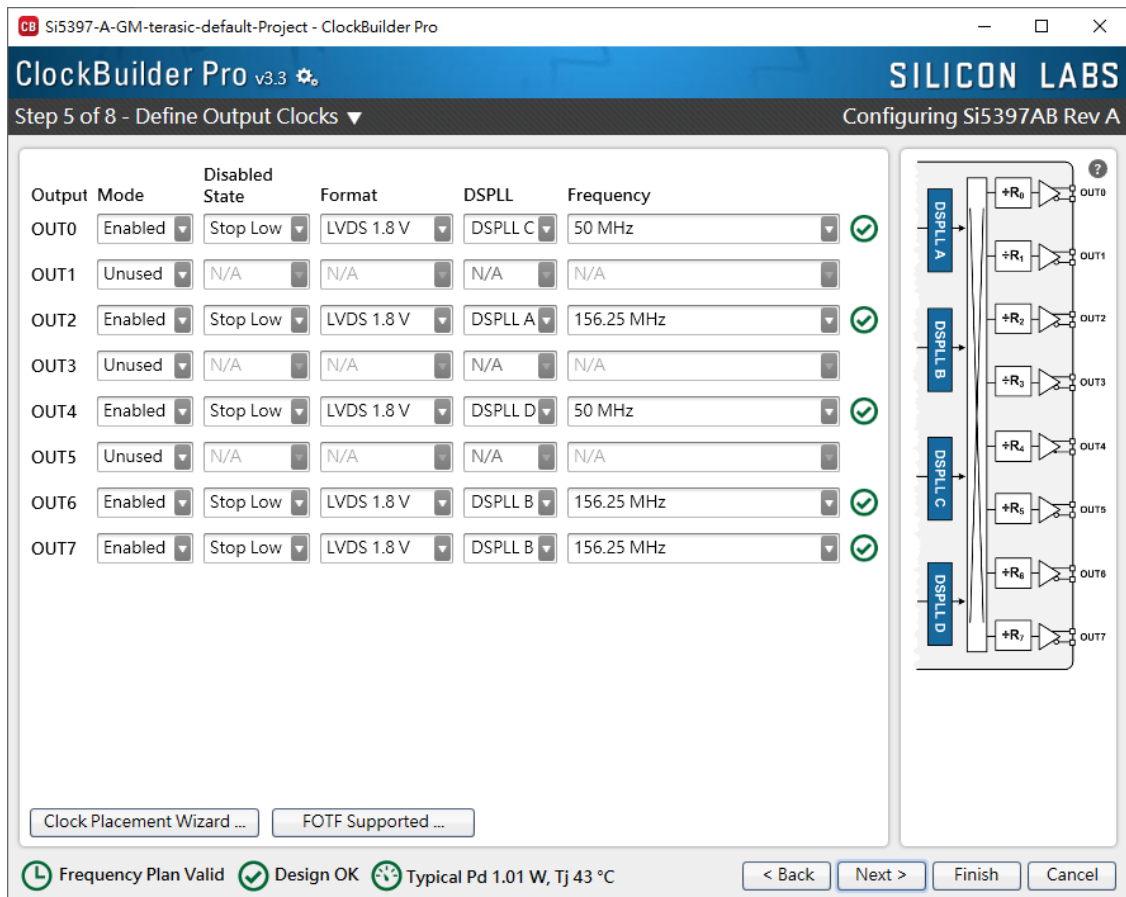 CB Si5397-A-GM-terasic-default-Project - ClockBuilder Pro
ClockBuilder Pro v3.3 SILICON LABS
Step 5 of 8 - Define Output Clocks ▼ Configuring Si5397AB Rev A
Output Mode Disabled State Format DSPLL Frequency
OUT0 Enabled Stop Low LVDS 1.8 V DSPLL C 50 MHz
OUT1 Unused N/A N/A N/A N/A
OUT2 Enabled Stop Low LVDS 1.8 V DSPLL A 156.25 MHz
OUT3 Unused N/A N/A N/A N/A
OUT4 Enabled Stop Low LVDS 1.8 V DSPLL D 50 MHz
OUT5 Unused N/A N/A N/A N/A
OUT6 Enabled Stop Low LVDS 1.8 V DSPLL B 156.25 MHz
OUT7 Enabled Stop Low LVDS 1.8 V DSPLL B 156.25 MHz
Clock Placement Wizard ... FOTF Supported ...
?
DSPLL A
DSPLL B
DSPLL C
DSPLL D
÷R₀ OUT0
÷R₁ OUT1
÷R₂ OUT2
÷R₃ OUT3
÷R₄ OUT4
÷R₅ OUT5
÷R₆ OUT6
÷R₇ OUT7
Frequency Plan Valid Design OK Typical Pd 1.01 W, Tj 43 °C
< Back Next > Finish Cancel